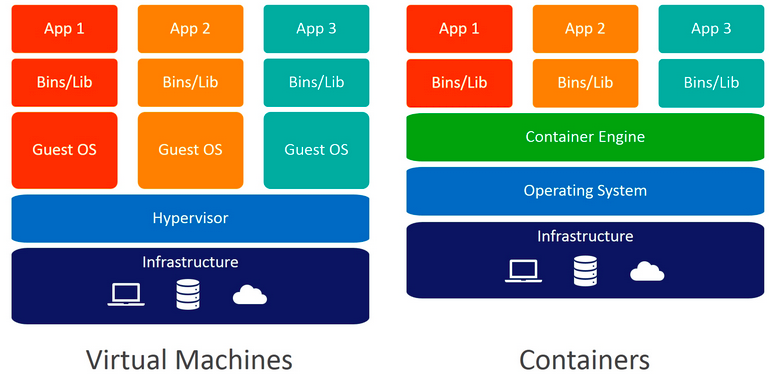 App 1
App 2
App 3
Bins/Lib
Bins/Lib
Bins/Lib
Guest OS
Guest OS
Guest OS
Hypervisor
Infrastructure
Virtual Machines
App 1
App 2
App 3
Bins/Lib
Bins/Lib
Bins/Lib
Container Engine
Operating System
Infrastructure
Containers